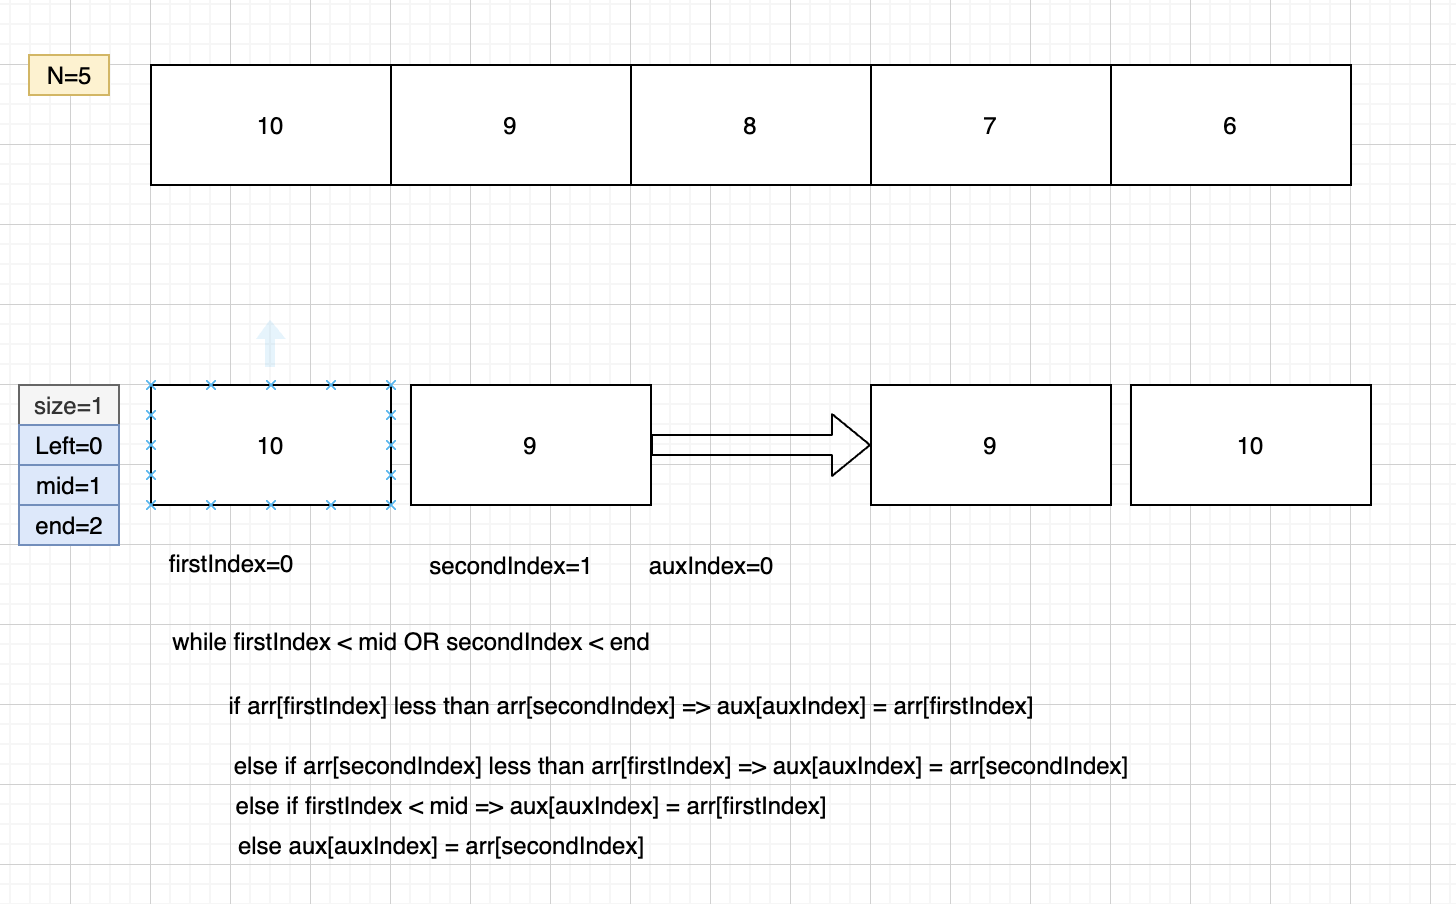 N=5
10 9 8 7 6
size=1
Left=0
mid=1
end=2
10 9 9 10
firstIndex=0 secondIndex=1 auxIndex=0
while firstIndex < mid OR secondIndex < end
if arr[firstIndex] less than arr[secondIndex] => aux[auxIndex] = arr[firstIndex]
else if arr[secondIndex] less than arr[firstIndex] => aux[auxIndex] = arr[secondIndex]
else if firstIndex < mid => aux[auxIndex] = arr[firstIndex]
else aux[auxIndex] = arr[secondIndex]